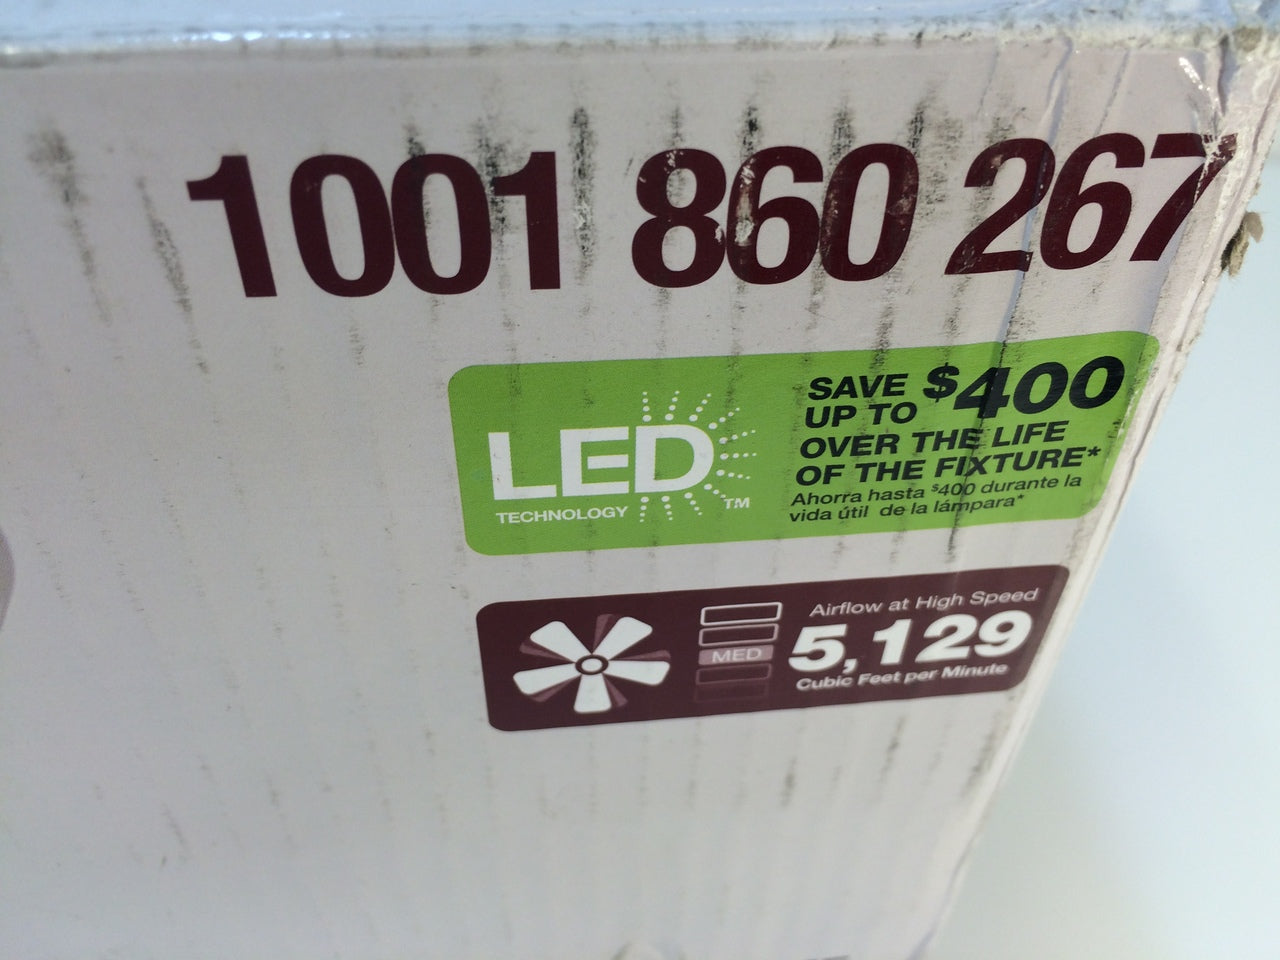 1001 860 267
LED
TECHNOLOGY ™
SAVE UP TO $400
OVER THE LIFE
OF THE FIXTURE*
Ahorra hasta $400 durante la
vida útil de la lámpara*
MED
Airflow at High Speed
5,129
Cubic Feet per Minute